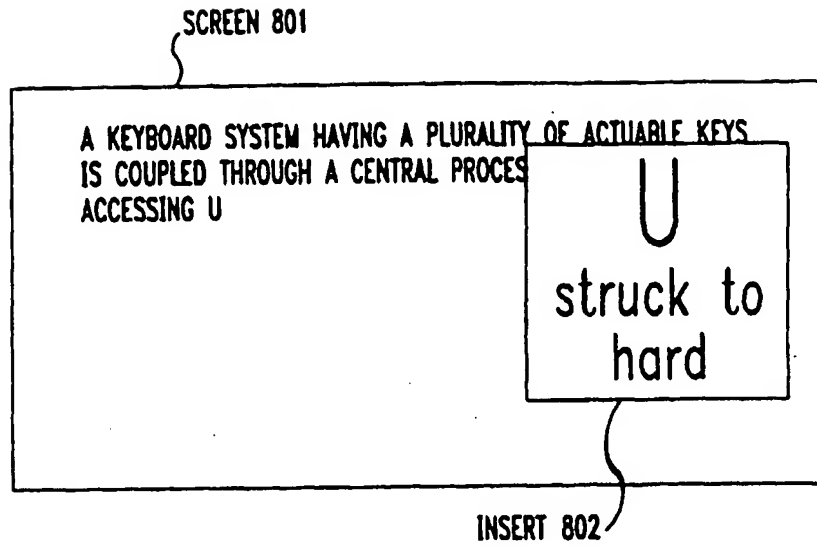 SCREEN 801
A KEYBOARD SYSTEM HAVING A PLURALITY OF ACTUABLE KEYS
IS COUPLED THROUGH A CENTRAL PROCES
ACCESSING U
U
struck to
hard
INSERT 802